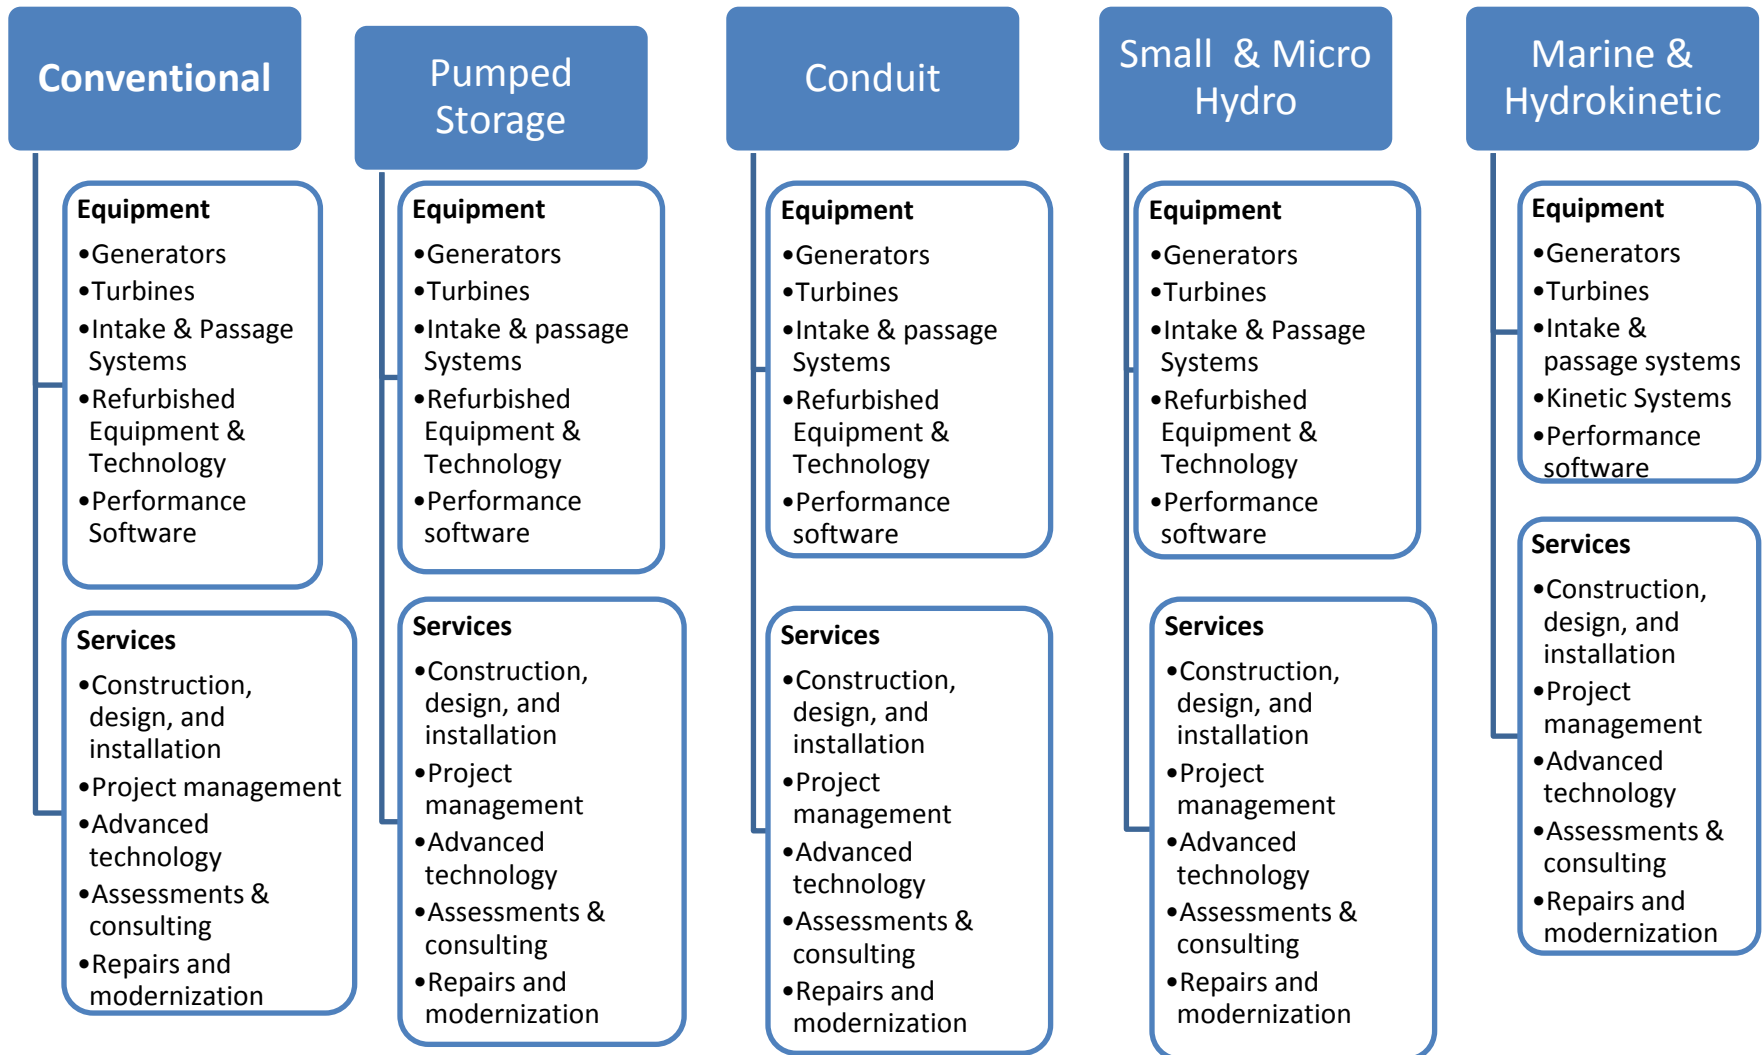 Conventional
Equipment
•Generators
•Turbines
•Intake & Passage
Systems
•Refurbished
Equipment &
Technology
•Performance
Software
Services
•Construction,
design, and
installation
•Project management
•Advanced
technology
•Assessments &
consulting
•Repairs and
modernization
Pumped
Storage
Equipment
•Generators
•Turbines
•Intake & passage
Systems
•Refurbished
Equipment &
Technology
•Performance
software
Services
•Construction,
design, and
installation
•Project
management
•Advanced
technology
•Assessments &
consulting
•Repairs and
modernization
Conduit
Equipment
•Generators
•Turbines
•Intake & passage
Systems
•Refurbished
Equipment &
Technology
•Performance
software
Services
•Construction,
design, and
installation
•Project
management
•Advanced
technology
•Assessments &
consulting
•Repairs and
modernization
Small & Micro
Hydro
Equipment
•Generators
•Turbines
•Intake & Passage
Systems
•Refurbished
Equipment &
Technology
•Performance
software
Services
•Construction,
design, and
installation
•Project
management
•Advanced
technology
•Assessments &
consulting
•Repairs and
modernization
Marine &
Hydrokinetic
Equipment
•Generators
•Turbines
•Intake &
passage systems
•Kinetic Systems
•Performance
software
Services
•Construction,
design, and
installation
•Project
management
•Advanced
technology
•Assessments &
consulting
•Repairs and
modernization